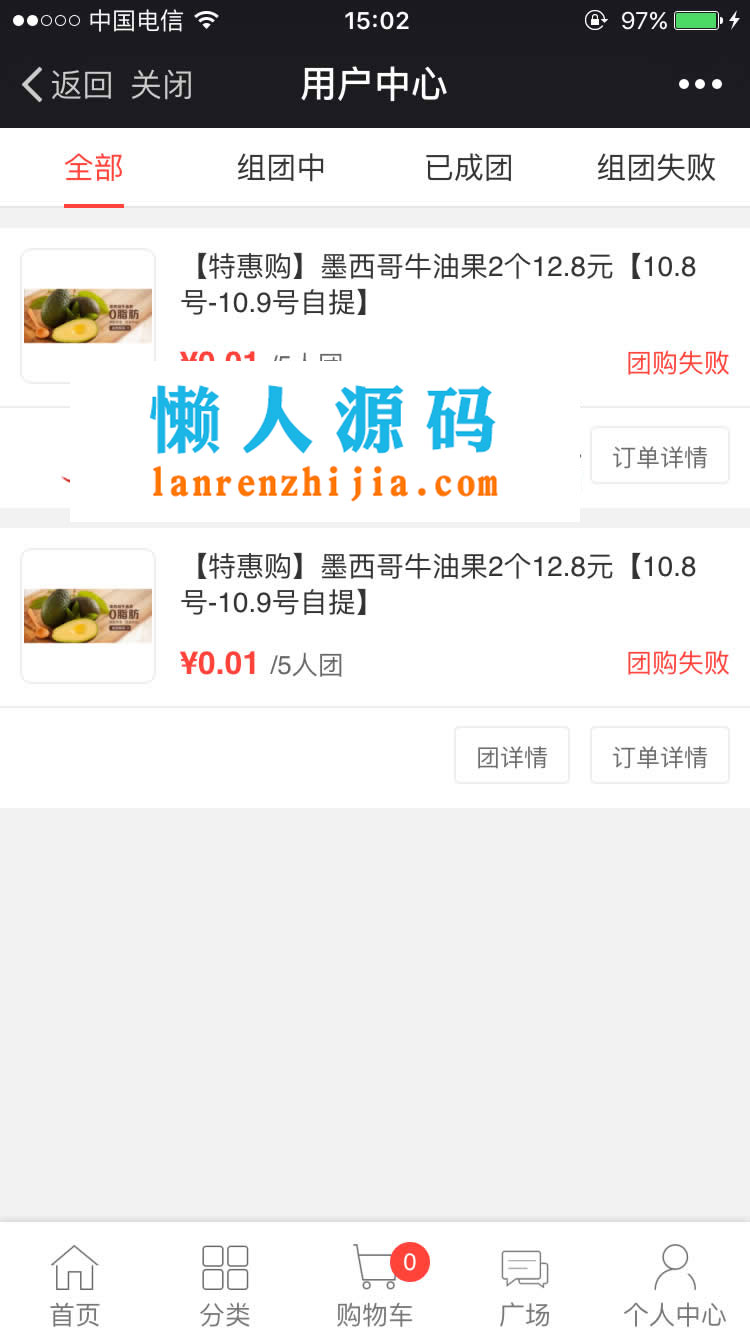 中国电信 15:02 97%
返回 关闭 用户中心
全部 组团中 已成团 组团失败
【特惠购】墨西哥牛油果2个12.8元【10.8
号-10.9号自提】
0脂肪
¥0.01 /5人团 团购失败
懒人源码
订单详情
lanrenzhijia.com
【特惠购】墨西哥牛油果2个12.8元【10.8
号-10.9号自提】
0脂肪
¥0.01 /5人团 团购失败
团详情 订单详情
0
首页 分类 购物车 广场 个人中心